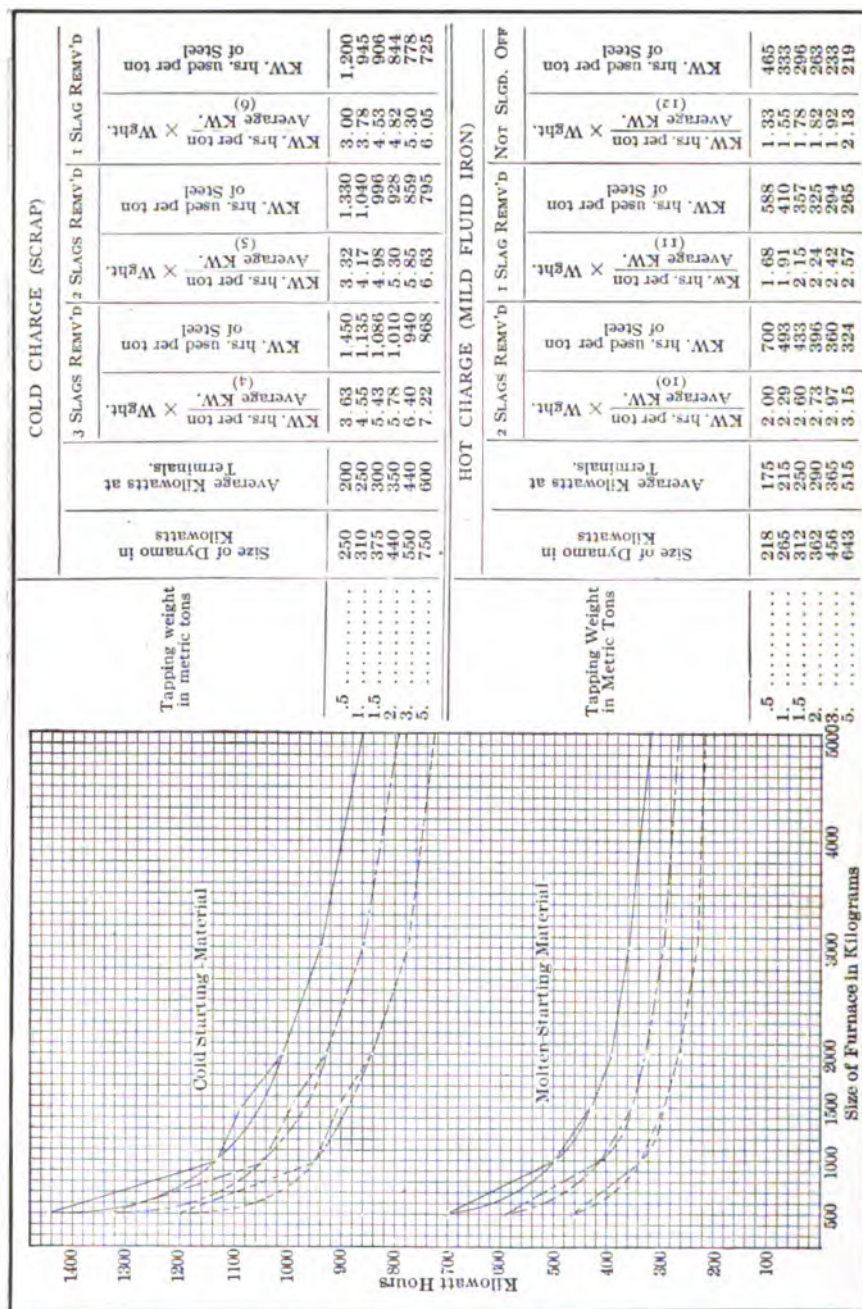 COLD CHARGE (SCRAP)
Tapping weight
in metric tons
Size of Dynamo in
Kilowatts
Average Kilowatts at
Terminals.
3 SLAGS REMV'D
2 SLAGS REMV'D
1 SLAG REMV'D
KW. hrs. per ton
Average KW. × Wght.
(4)
KW. hrs. used per ton
of Steel
KW. hrs. per ton
Average KW. × Wght.
(5)
KW. hrs. used per ton
of Steel
KW. hrs. per ton
Average KW. × Wght.
(6)
KW. hrs. used per ton
of Steel
.5 .......... 250 200 3.63 1.450 3.32 1.330 3.00 1.200
1. .......... 310 250 4.55 1.135 4.17 1.040 3.78 945
1.5 .......... 375 300 5.43 1.086 4.98 996 4.53 906
2. .......... 440 350 5.78 1.010 5.30 928 4.82 844
3. .......... 550 440 6.40 940 5.85 859 5.30 778
5. .......... 750 600 7.22 868 6.63 795 6.05 725
HOT CHARGE (MILD FLUID IRON)
Tapping Weight
in Metric Tons
Size of Dynamo in
Kilowatts
Average Kilowatts at
Terminals.
2 SLAGS REMV'D
1 SLAG REMV'D
NOT SLGD. OFF
KW. hrs. per ton
Average KW. × Wght.
(10)
KW. hrs. used per ton
of Steel
Kw. hrs. per ton
Average KW. × Wght.
(11)
KW. hrs. used per ton
of Steel
KW. hrs. per ton
Average KW. × Wght.
(12)
KW. hrs. used per ton
of Steel
.5 .......... 218 175 2.00 700 1.68 588 1.33 465
1. .......... 265 215 2.29 493 1.91 410 1.55 333
1.5 .......... 312 250 2.60 433 2.15 357 1.78 296
2. .......... 362 290 2.73 396 2.24 325 1.82 263
3. .......... 456 365 2.97 360 2.42 294 1.92 233
5. .......... 643 515 3.15 324 2.57 265 2.13 219
Kilowatt Hours
1400
1300
1200
1100
1000
900
800
700
600
500
400
300
200
100
Cold Starting-Material
Molten-Starting Material
500 1000 1500 2000 3000 4000 5000
Size of Furnace in Kilograms